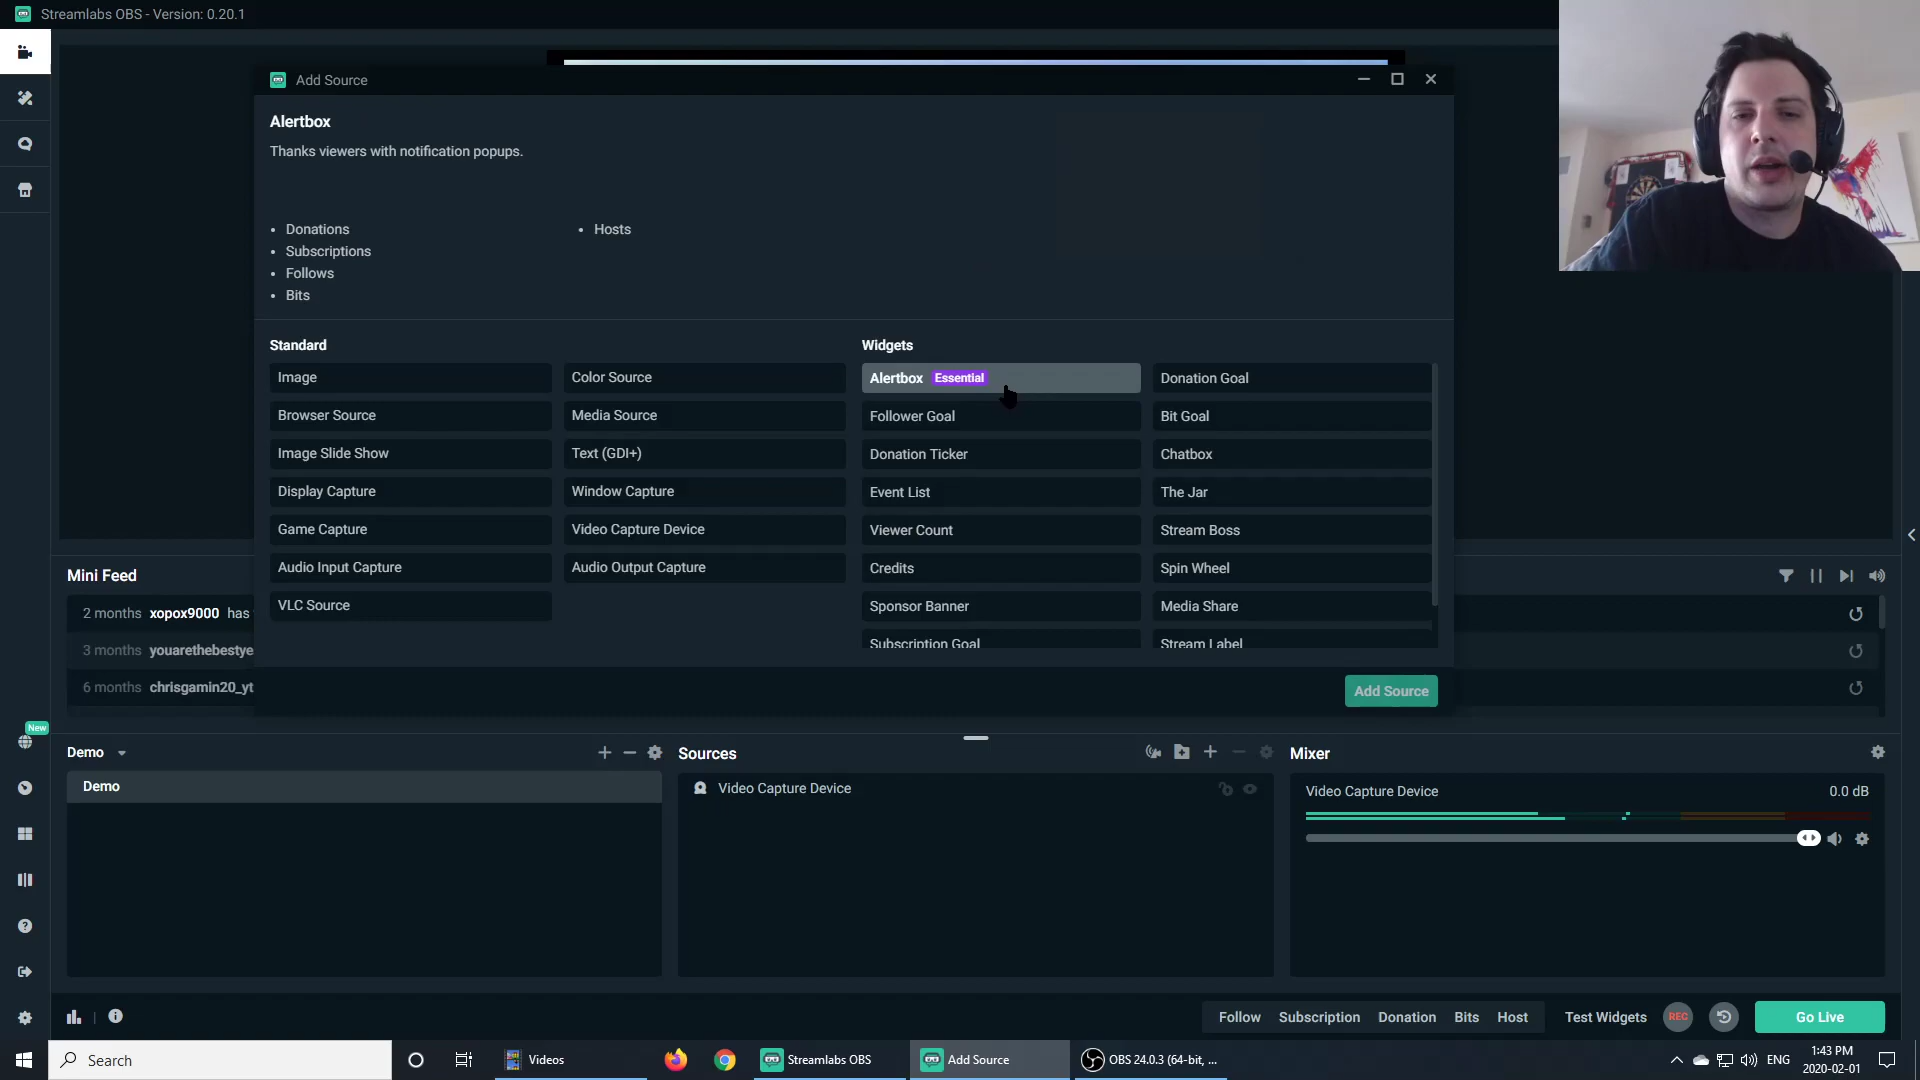 Streamlabs OBS - Version: 0.20.1
Add Source
Alertbox
Thanks viewers with notification popups.
Donations
Hosts
Subscriptions
Follows
Bits
Standard
Widgets
Image
Color Source
Alertbox Essential
Donation Goal
Browser Source
Media Source
Follower Goal
Bit Goal
Image Slide Show
Text (GDI+)
Donation Ticker
Chatbox
Display Capture
Window Capture
Event List
The Jar
Game Capture
Video Capture Device
Viewer Count
Stream Boss
Audio Input Capture
Audio Output Capture
Credits
Spin Wheel
VLC Source
Sponsor Banner
Media Share
Subscription Goal
Stream Label
Add Source
Mini Feed
2 months xopox9000 has
3 months youarethebestye
6 months chrisgamin20_yt
New
Demo
Sources
Mixer
Demo
Video Capture Device
Video Capture Device
0.0 dB
Follow
Subscription
Donation
Bits
Host
Test Widgets
REC
Go Live
Search
Videos
Streamlabs OBS
Add Source
OBS 24.0.3 (64-bit, ...
ENG
1:43 PM
2020-02-01